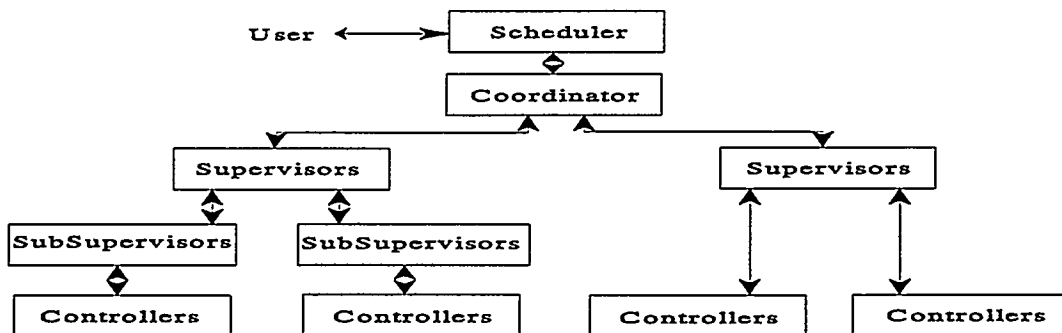 User
Scheduler
Coordinator
Supervisors
Supervisors
SubSupervisors
SubSupervisors
Controllers
Controllers
Controllers
Controllers